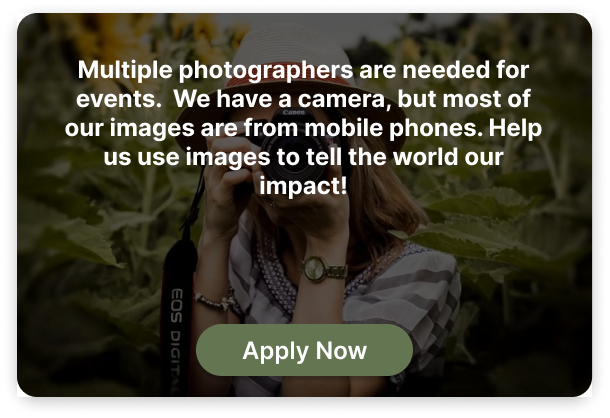 Multiple photographers are needed for
events.  We have a camera, but most of
our images are from mobile phones. Help
us use images to tell the world our
impact!
Canon
EOS DIGITAL
Apply Now